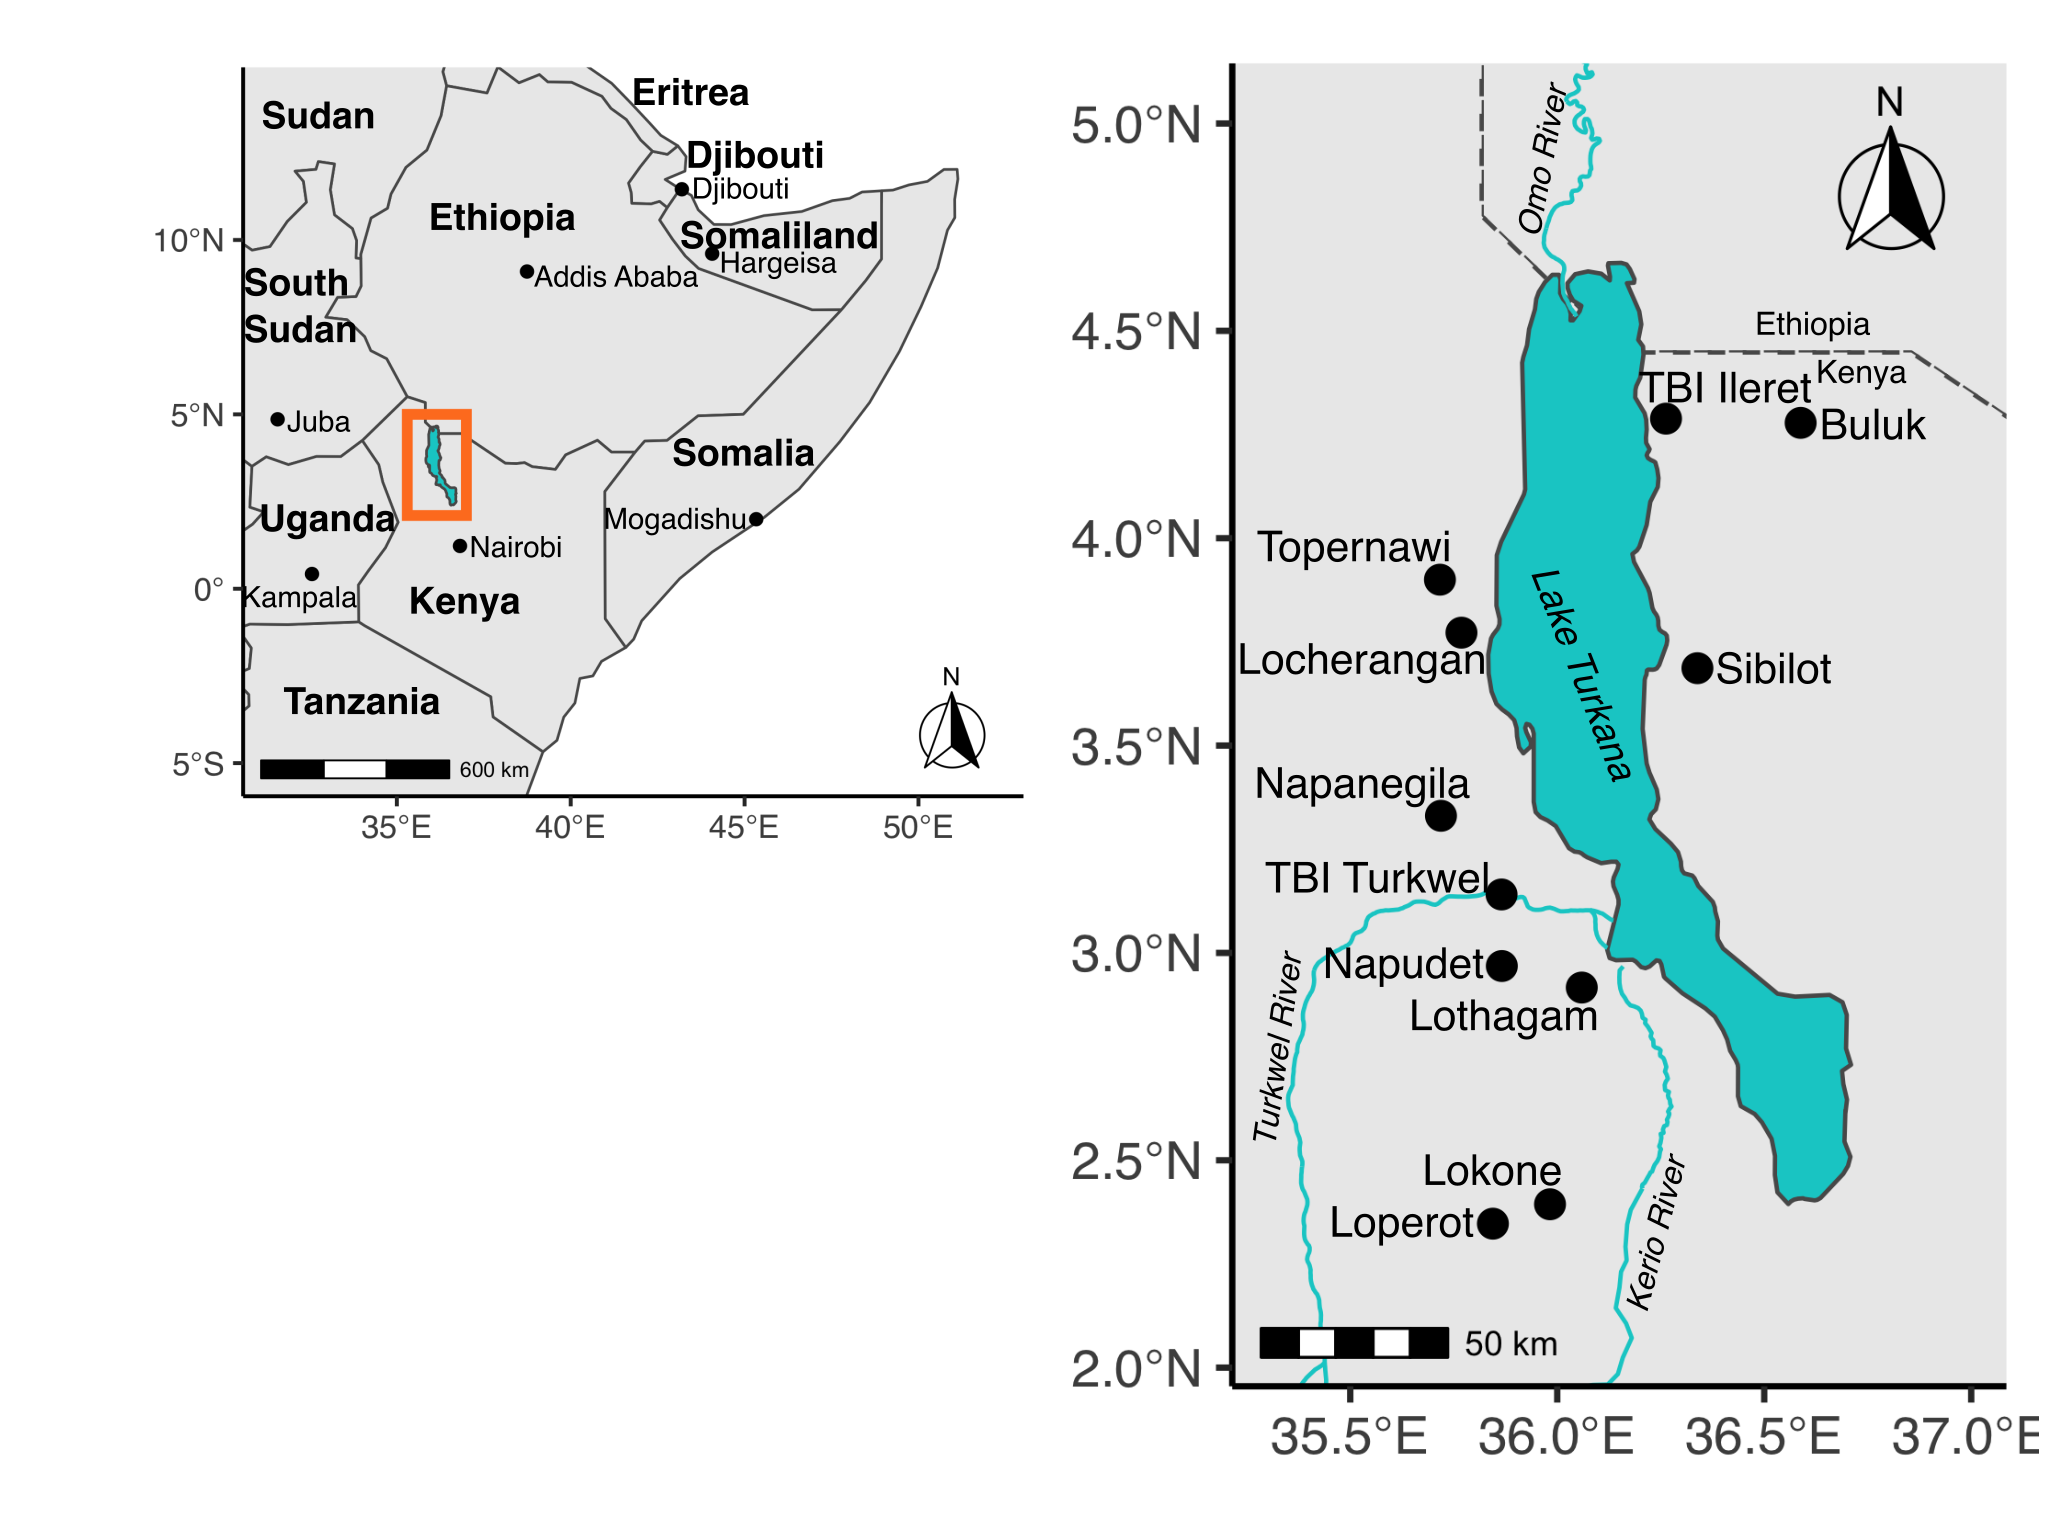 Eritrea
Sudan
Djibouti
Djibouti
Ethiopia
Somaliland
Hargeisa
10°N
Addis Ababa
South
Sudan
5°N
Juba
Somalia
Uganda
Mogadishu
Nairobi
0°
Kampala
Kenya
Tanzania
N
5°S
600 km
35°E
40°E
45°E
50°E
N
5.0°N
Omo River
4.5°N
Ethiopia
Kenya
TBI Ileret
Buluk
4.0°N
Topernawi
Locherangan
Lake Turkana
Sibilot
3.5°N
Napanegila
TBI Turkwel
3.0°N
Napudet
Lothagam
Turkwel River
2.5°N
Lokone
Loperot
Kerio River
50 km
2.0°N
35.5°E
36.0°E
36.5°E
37.0°E